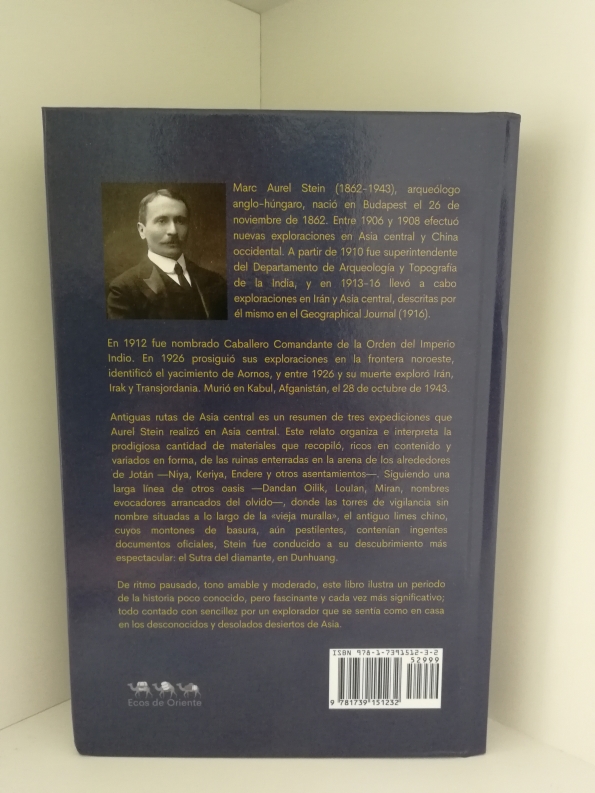 Marc Aurel Stein (1862-1943), arqueólogo
anglo-húngaro, nació en Budapest el 26 de
noviembre de 1862. Entre 1906 y 1908 efectuó
nuevas exploraciones en Asia central y China
occidental. A partir de 1910 fue superintendente
del Departamento de Arqueología y Topografía
de la India, y en 1913-16 llevó a cabo
exploraciones en Irán y Asia central, descritas por
él mismo en el Geographical Journal (1916).
En 1912 fue nombrado Caballero Comandante de la Orden del Imperio
Indio. En 1926 prosiguió sus exploraciones en la frontera noroeste,
identificó el yacimiento de Aornos, y entre 1926 y su muerte exploró Irán,
Irak y Transjordania. Murió en Kabul, Afganistán, el 28 de octubre de 1943.
Antiguas rutas de Asia central es un resumen de tres expediciones que
Aurel Stein realizó en Asia central. Este relato organiza e interpreta la
prodigiosa cantidad de materiales que recopiló, ricos en contenido y
variados en forma, de las ruinas enterradas en la arena de los alrededores
de Jotán —Niya, Keriya, Endere y otros asentamientos—. Siguiendo una
larga línea de otros oasis —Dandan Oilik, Loulan, Miran, nombres
evocadores arrancados del olvido—, donde las torres de vigilancia sin
nombre situadas a lo largo de la «vieja muralla», el antiguo limes chino,
cuyos montones de basura, aún pestilentes, contenían ingentes
documentos oficiales, Stein fue conducido a su descubrimiento más
espectacular: el Sutra del diamante, en Dunhuang.
De ritmo pausado, tono amable y moderado, este libro ilustra un periodo
de la historia poco conocido, pero fascinante y cada vez más significativo;
todo contado con sencillez por un explorador que se sentía como en casa
en los desconocidos y desolados desiertos de Asia.
ISBN 978-1-7391512-3-2
52999
9 781739 151232
Ecos de Oriente